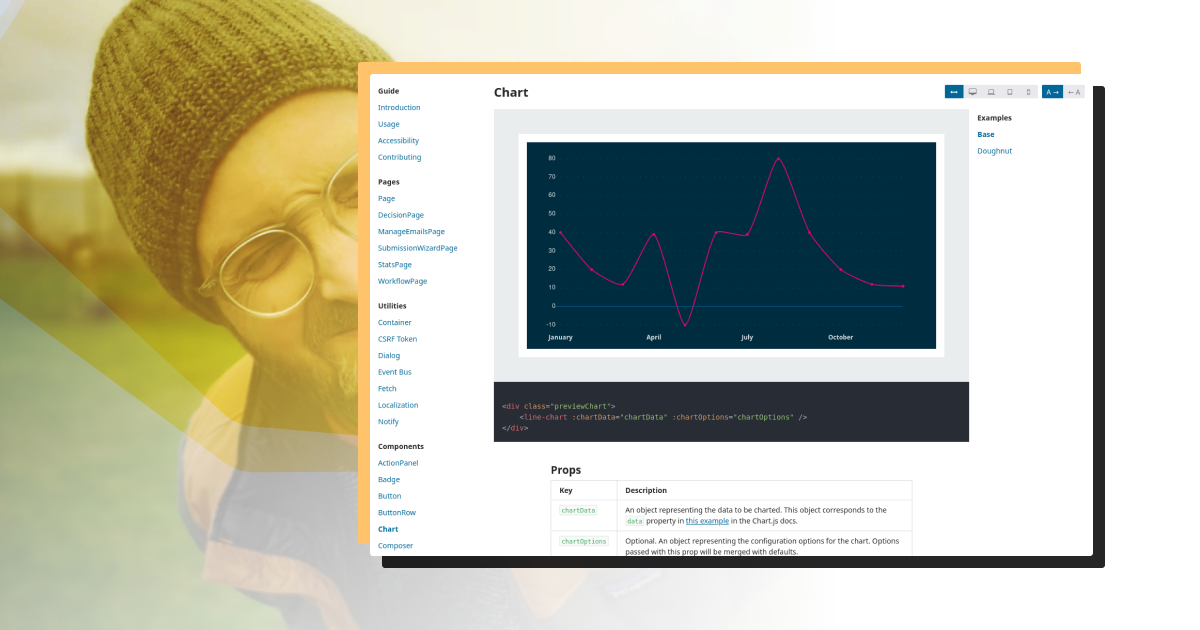 Guide
Introduction
Usage
Accessibility
Contributing
Pages
Page
DecisionPage
ManageEmailsPage
SubmissionWizardPage
StatsPage
WorkflowPage
Utilities
Container
CSRF Token
Dialog
Event Bus
Fetch
Localization
Notify
Components
ActionPanel
Badge
Button
ButtonRow
Chart
Composer
Chart
A→
←A
80
70
60
50
40
30
20
10
0
-10
January April July October
<div class="previewChart">
<line-chart :chartData="chartData" :chartOptions="chartOptions" />
</div>
Props
Key Description
chartData An object representing the data to be charted. This object corresponds to the
data property in this example in the Chart.js docs.
chartOptions Optional. An object representing the configuration options for the chart. Options
passed with this prop will be merged with defaults.
Examples
Base
Doughnut